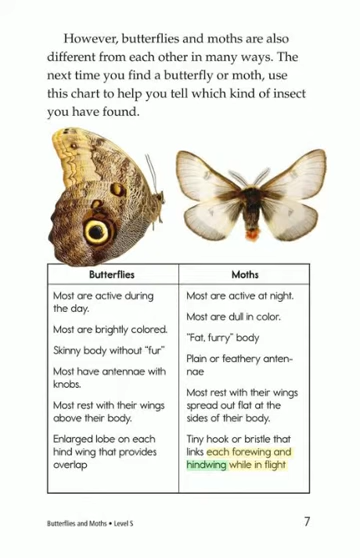 However, butterflies and moths are also
different from each other in many ways. The
next time you find a butterfly or moth, use
this chart to help you tell which kind of insect
you have found.
Butterflies
Most are active during
the day.
Most are brightly colored.
Skinny body without "fur"
Most have antennae with
knobs.
Most rest with their wings
above their body.
Enlarged lobe on each
hind wing that provides
overlap
Moths
Most are active at night.
Most are dull in color.
"Fat, furry" body
Plain or feathery anten-
nae
Most rest with their wings
spread out flat at the
sides of their body.
Tiny hook or bristle that
links each forewing and
hindwing while in flight
Butterflies and Moths • Level S
7